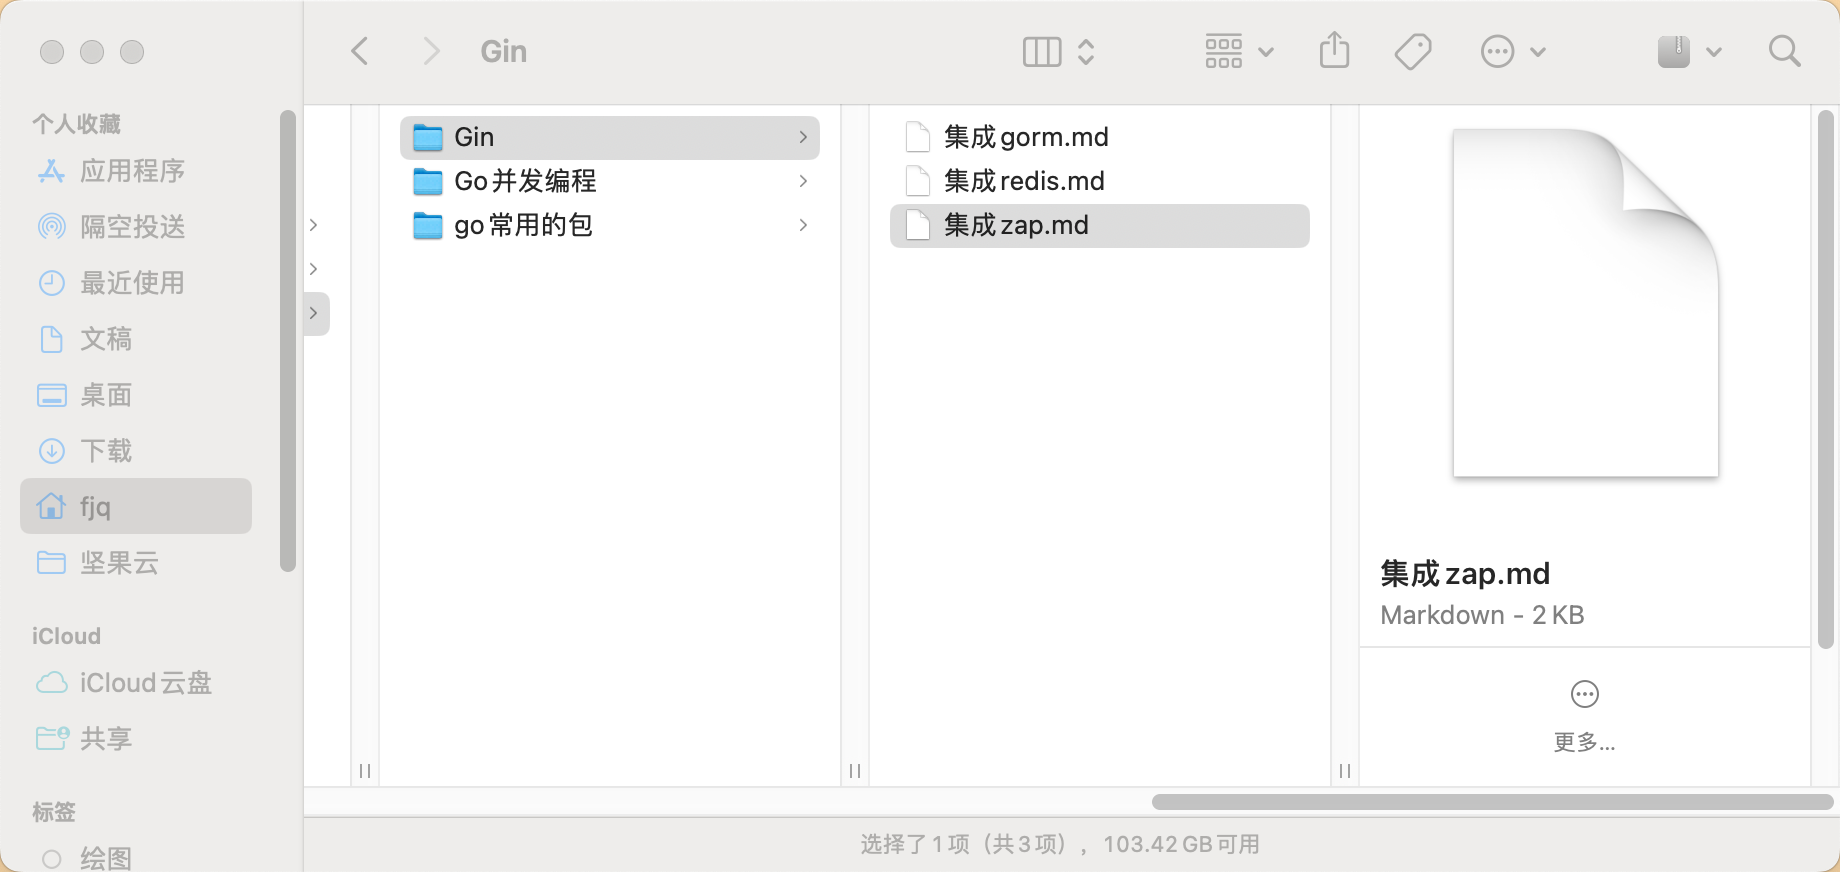 Gin
个人收藏
应用程序
隔空投送
最近使用
文稿
桌面
下载
fjq
坚果云
iCloud
iCloud云盘
共享
标签
绘图
Gin
Go并发编程
go常用的包
集成gorm.md
集成redis.md
集成zap.md
集成zap.md
Markdown - 2 KB
更多...
选择了1项（共3项），103.42 GB可用